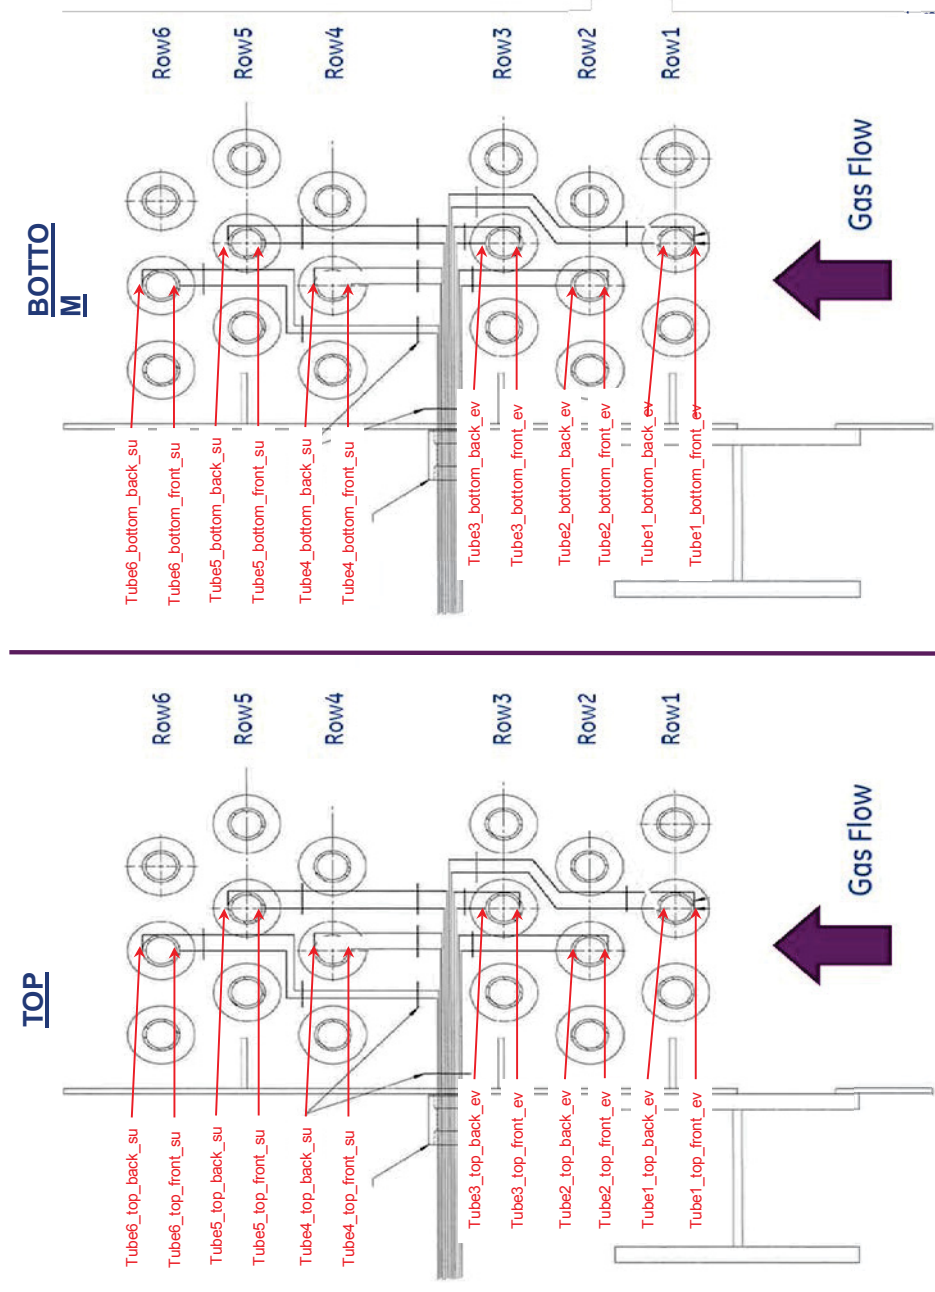 BOTTO
M
Row6
Row5
Row4
Row3
Row2
Row1
Gas Flow
Tube6_bottom_back_su
Tube6_bottom_front_su
Tube5_bottom_back_su
Tube5_bottom_front_su
Tube4_bottom_back_su
Tube4_bottom_front_su
Tube3_bottom_back_ev
Tube3_bottom_front_ev
Tube2_bottom_back_ev
Tube2_bottom_front_ev
Tube1_bottom_back_ev
Tube1_bottom_front_ev
TOP
Row6
Row5
Row4
Row3
Row2
Row1
Gas Flow
Tube6_top_back_su
Tube6_top_front_su
Tube5_top_back_su
Tube5_top_front_su
Tube4_top_back_su
Tube4_top_front_su
Tube3_top_back_ev
Tube3_top_front_ev
Tube2_top_back_ev
Tube2_top_front_ev
Tube1_top_back_ev
Tube1_top_front_ev